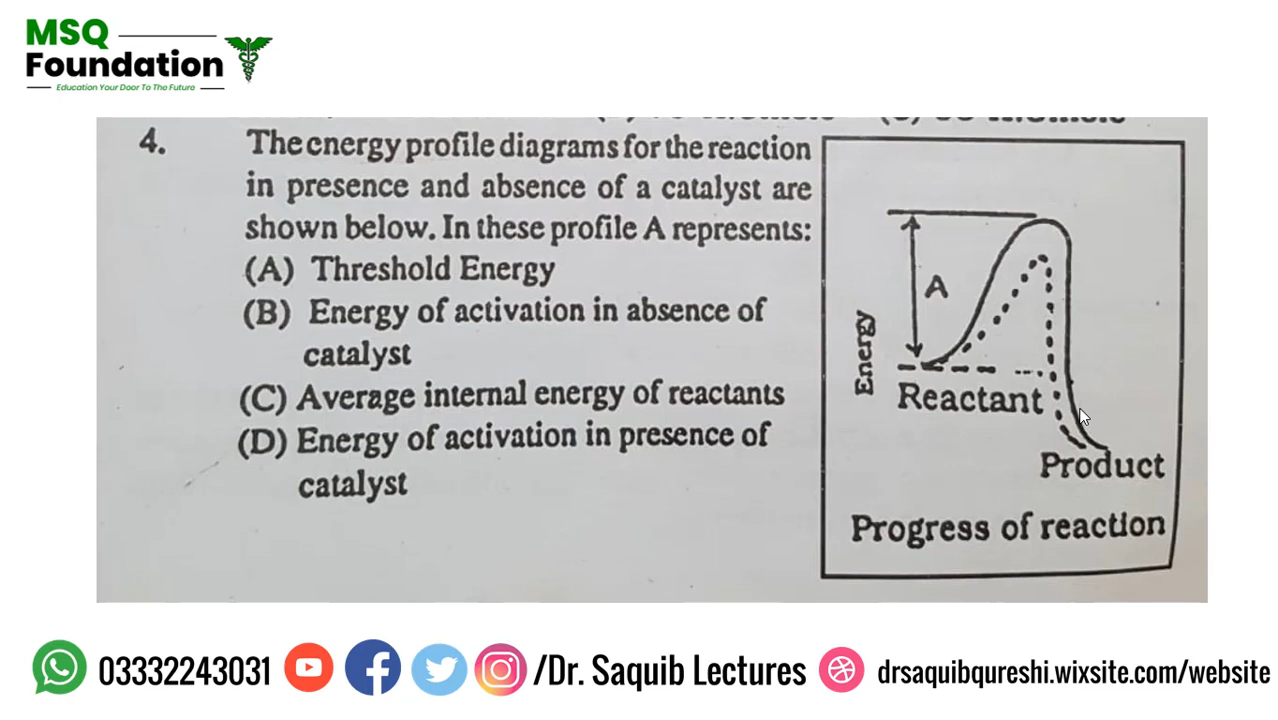 MSQ
Foundation
Education Your Door To The Future
4. The energy profile diagrams for the reaction
in presence and absence of a catalyst are
shown below. In these profile A represents:
(A) Threshold Energy
(B) Energy of activation in absence of
catalyst
(C) Average internal energy of reactants
(D) Energy of activation in presence of
catalyst
A
Energy
Reactant
Product
Progress of reaction
03332243031
/Dr. Saquib Lectures
drsaquibqureshi.wixsite.com/website